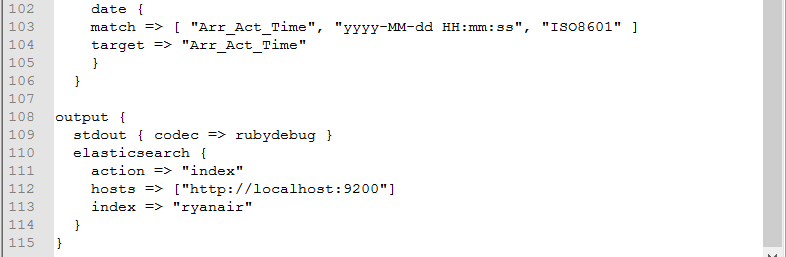 102 date {
103 match => [ "Arr_Act_Time", "yyyy-MM-dd HH:mm:ss", "ISO8601" ]
104 target => "Arr_Act_Time"
105 }
106 }
107
108 output {
109 stdout { codec => rubydebug }
110 elasticsearch {
111 action => "index"
112 hosts => ["http://localhost:9200"]
113 index => "ryanair"
114 }
115 }